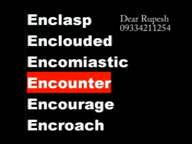 Enclasp
Dear Rupesh
09334211254
Enclouded
Encomiastic
Encounter
Encourage
Encroach